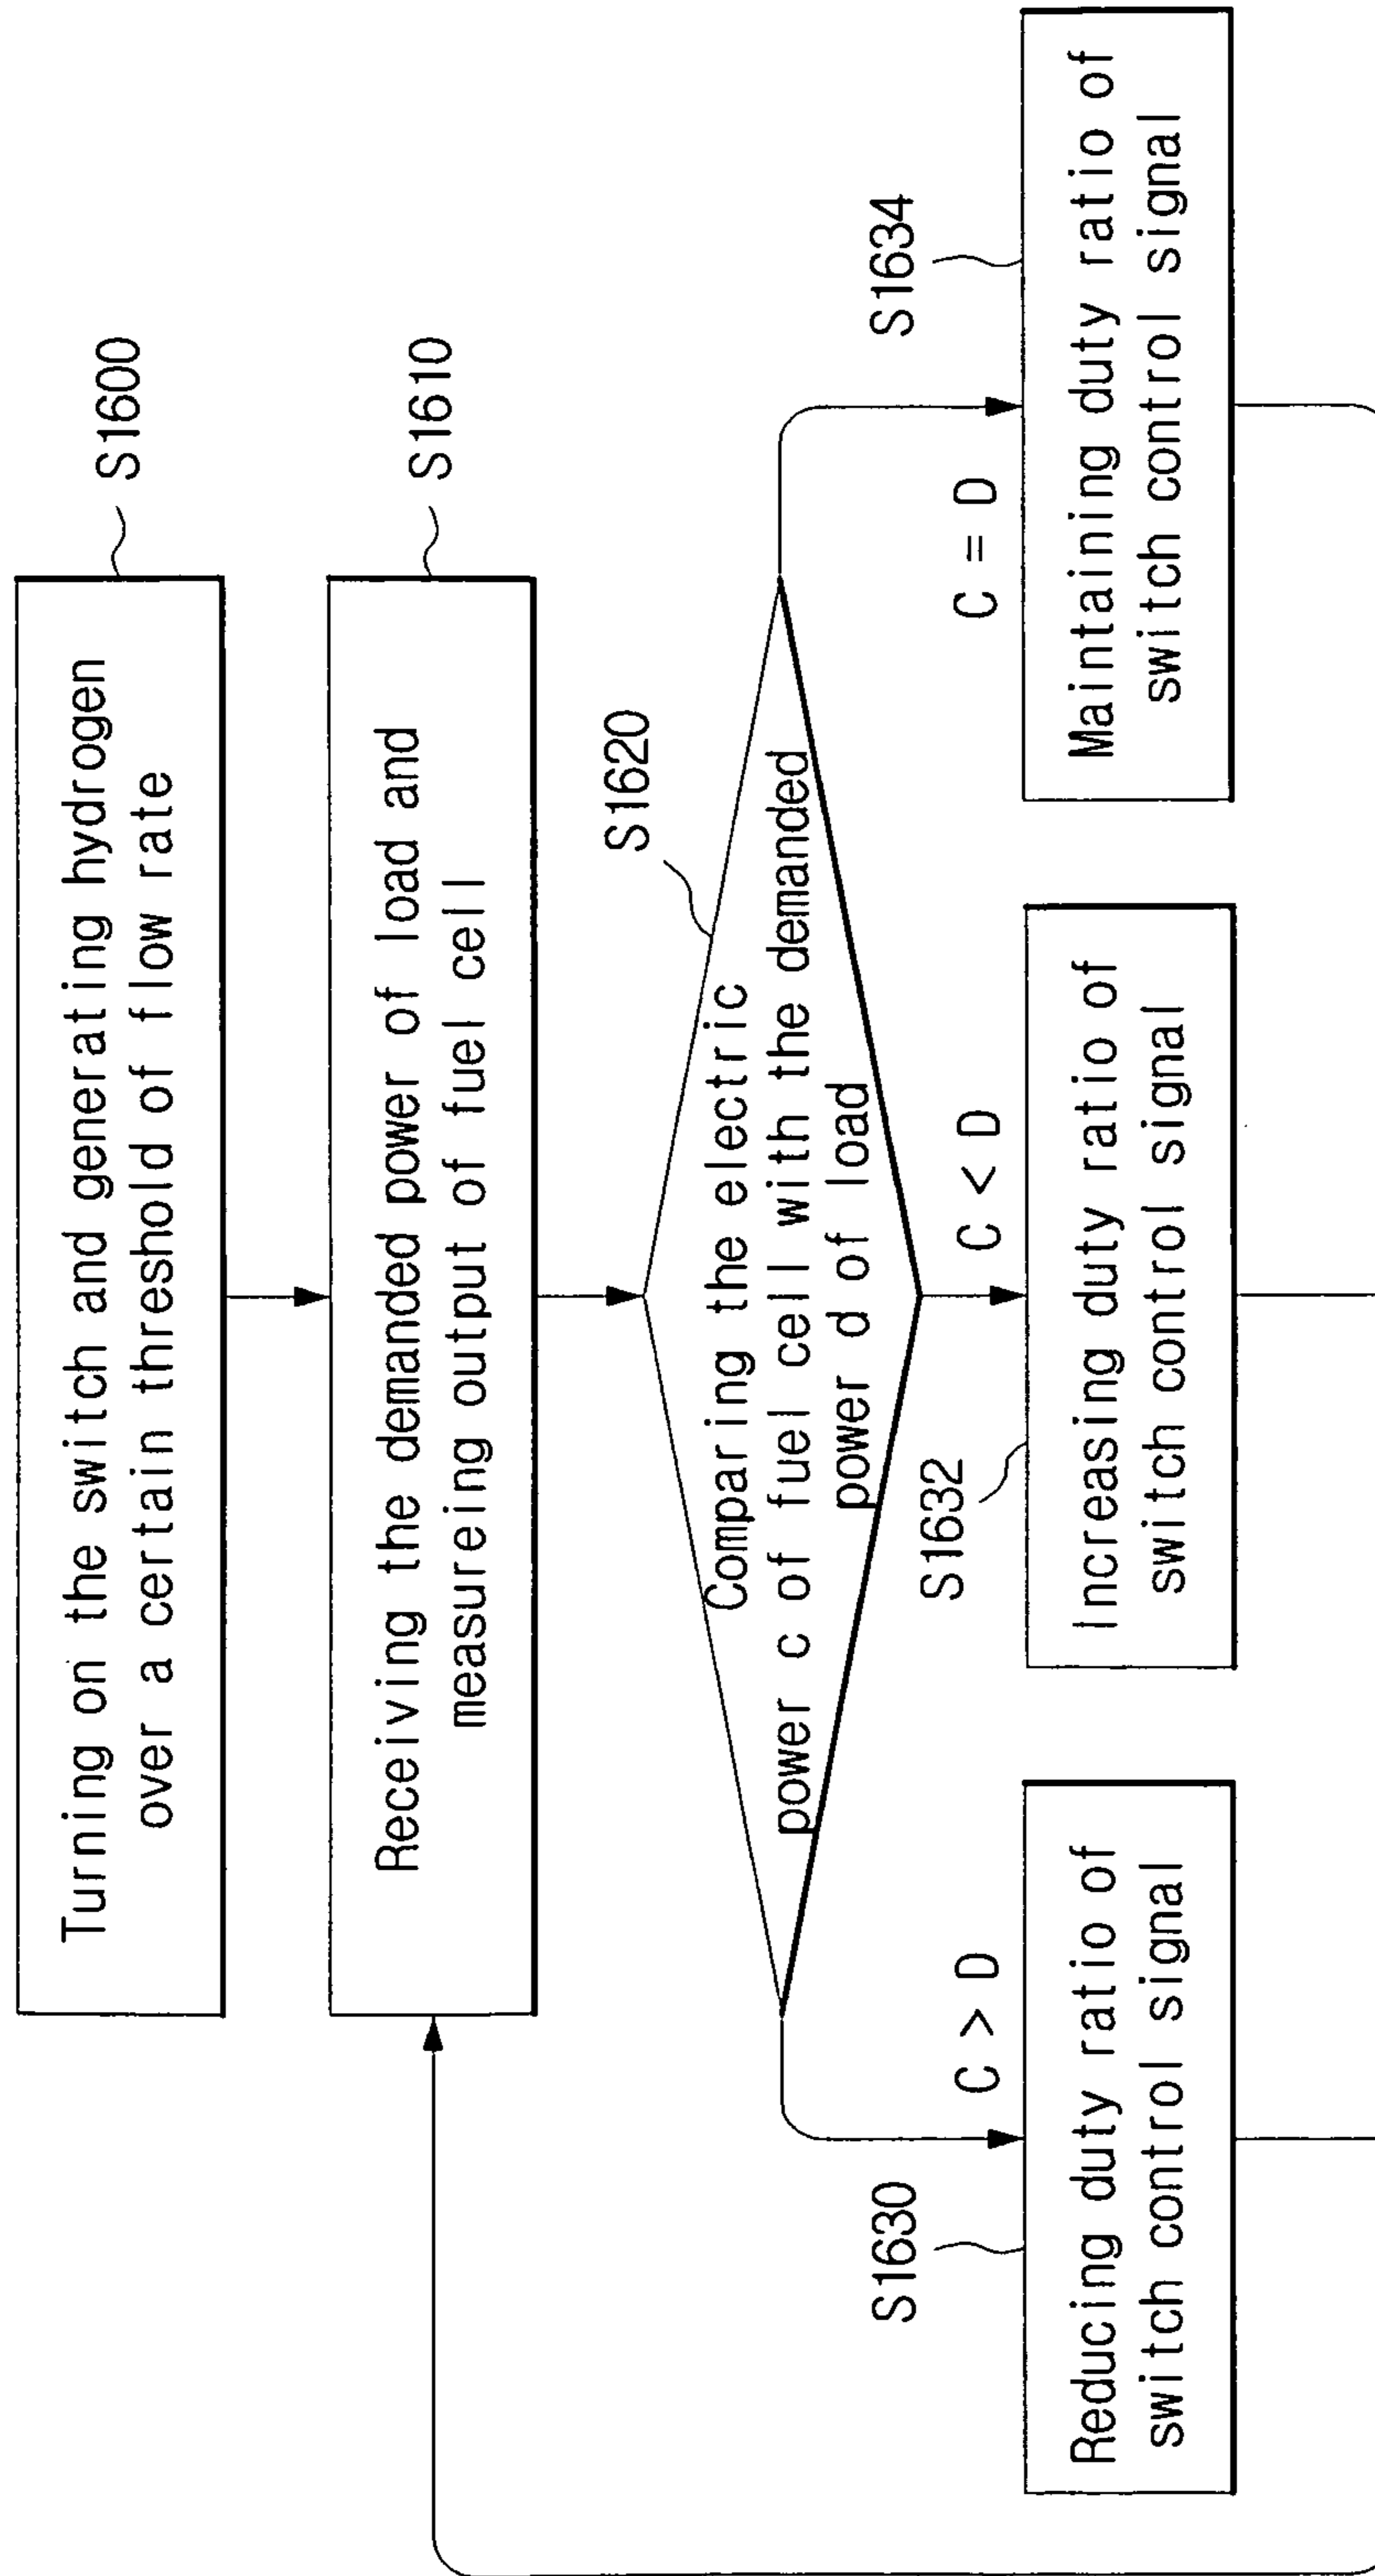 Turning on the switch and generating hydrogen
over a certain threshold of flow rate
S1600
Receiving the demanded power of load and
measureing output of fuel cell
S1610
Comparing the electric
power c of fuel cell with the demanded
power d of load
S1620
C > D
C < D
C = D
S1630
Reducing duty ratio of
switch control signal
S1632
Increasing duty ratio of
switch control signal
S1634
Maintaining duty ratio of
switch control signal